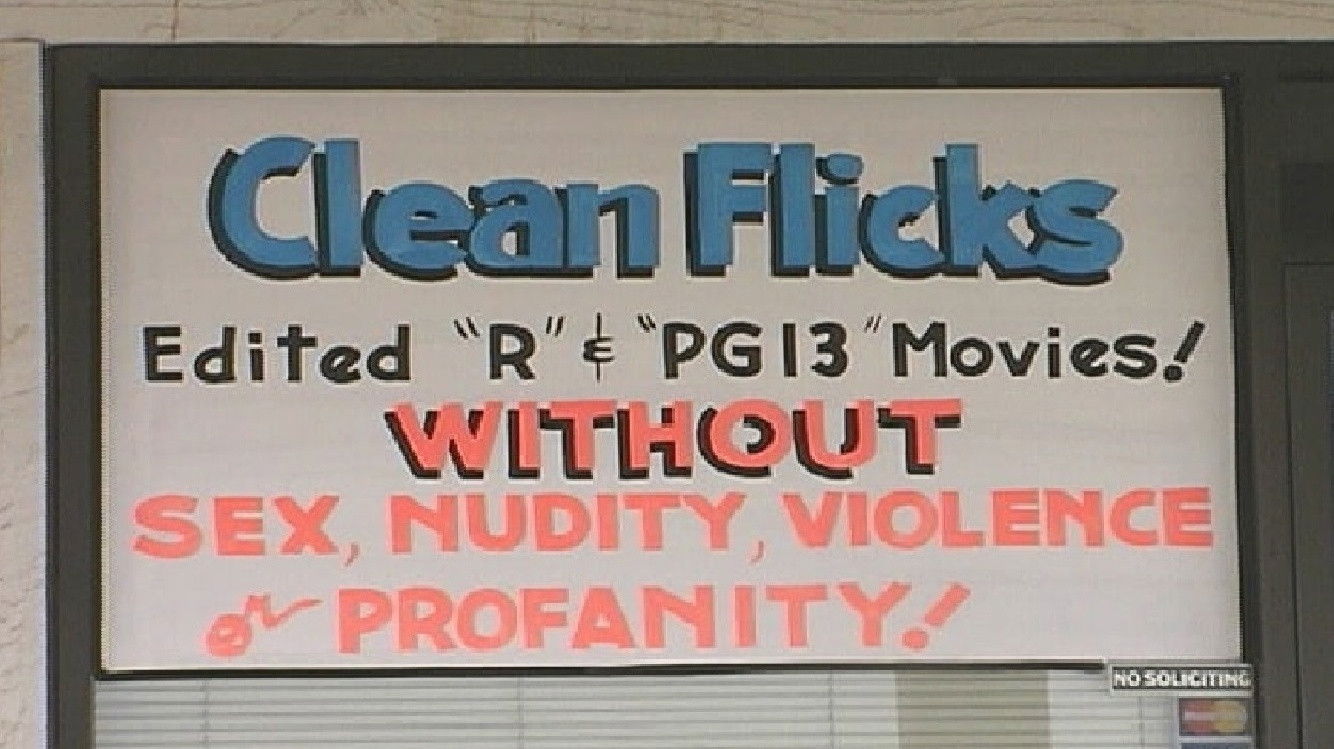 Clean Flicks
Edited "R" & "PG13" Movies!
WITHOUT
SEX, NUDITY, VIOLENCE
or PROFANITY!
NO SOLICITING